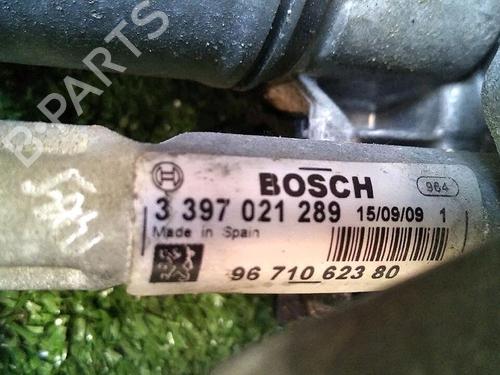 B-PARTS
BOSCH
964
3 397 021 289 15/09/09 1
Made in Spain
96 710 623 80